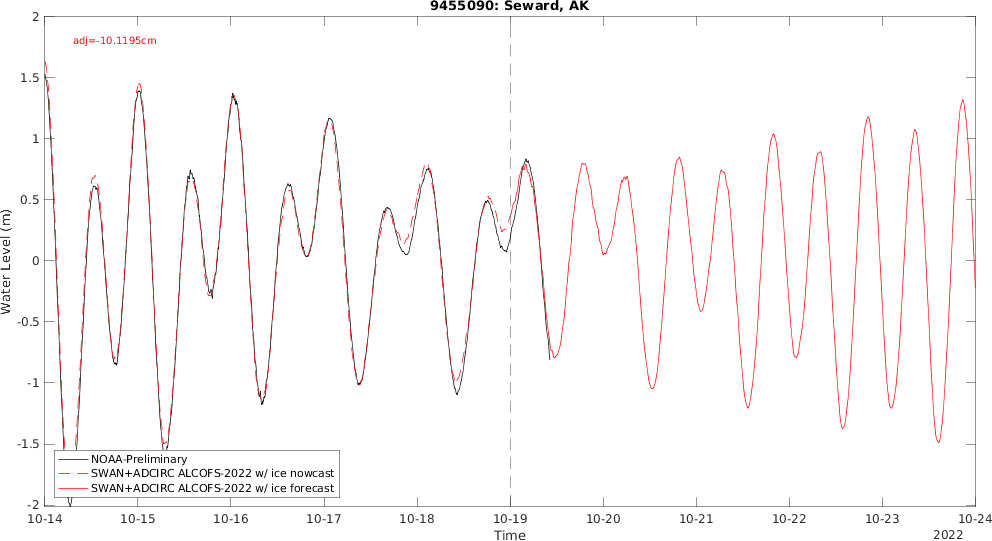 9455090: Seward, AK
adj=-10.1195cm
Water Level (m)
2
1.5
1
0.5
0
-0.5
-1
-1.5
-2
NOAA-Preliminary
SWAN+ADCIRC ALCOFS-2022 w/ ice nowcast
SWAN+ADCIRC ALCOFS-2022 w/ ice forecast
10-14 10-15 10-16 10-17 10-18 10-19 10-20 10-21 10-22 10-23 10-24
Time
2022